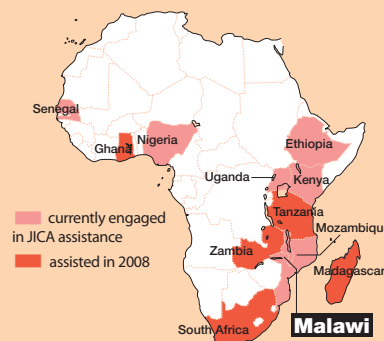 Senegal
Ghana
Nigeria
Ethiopia
Uganda
Kenya
Tanzania
Mozambique
currently engaged
in JICA assistance
Zambia
assisted in 2008
Madagascar
South Africa
Malawi